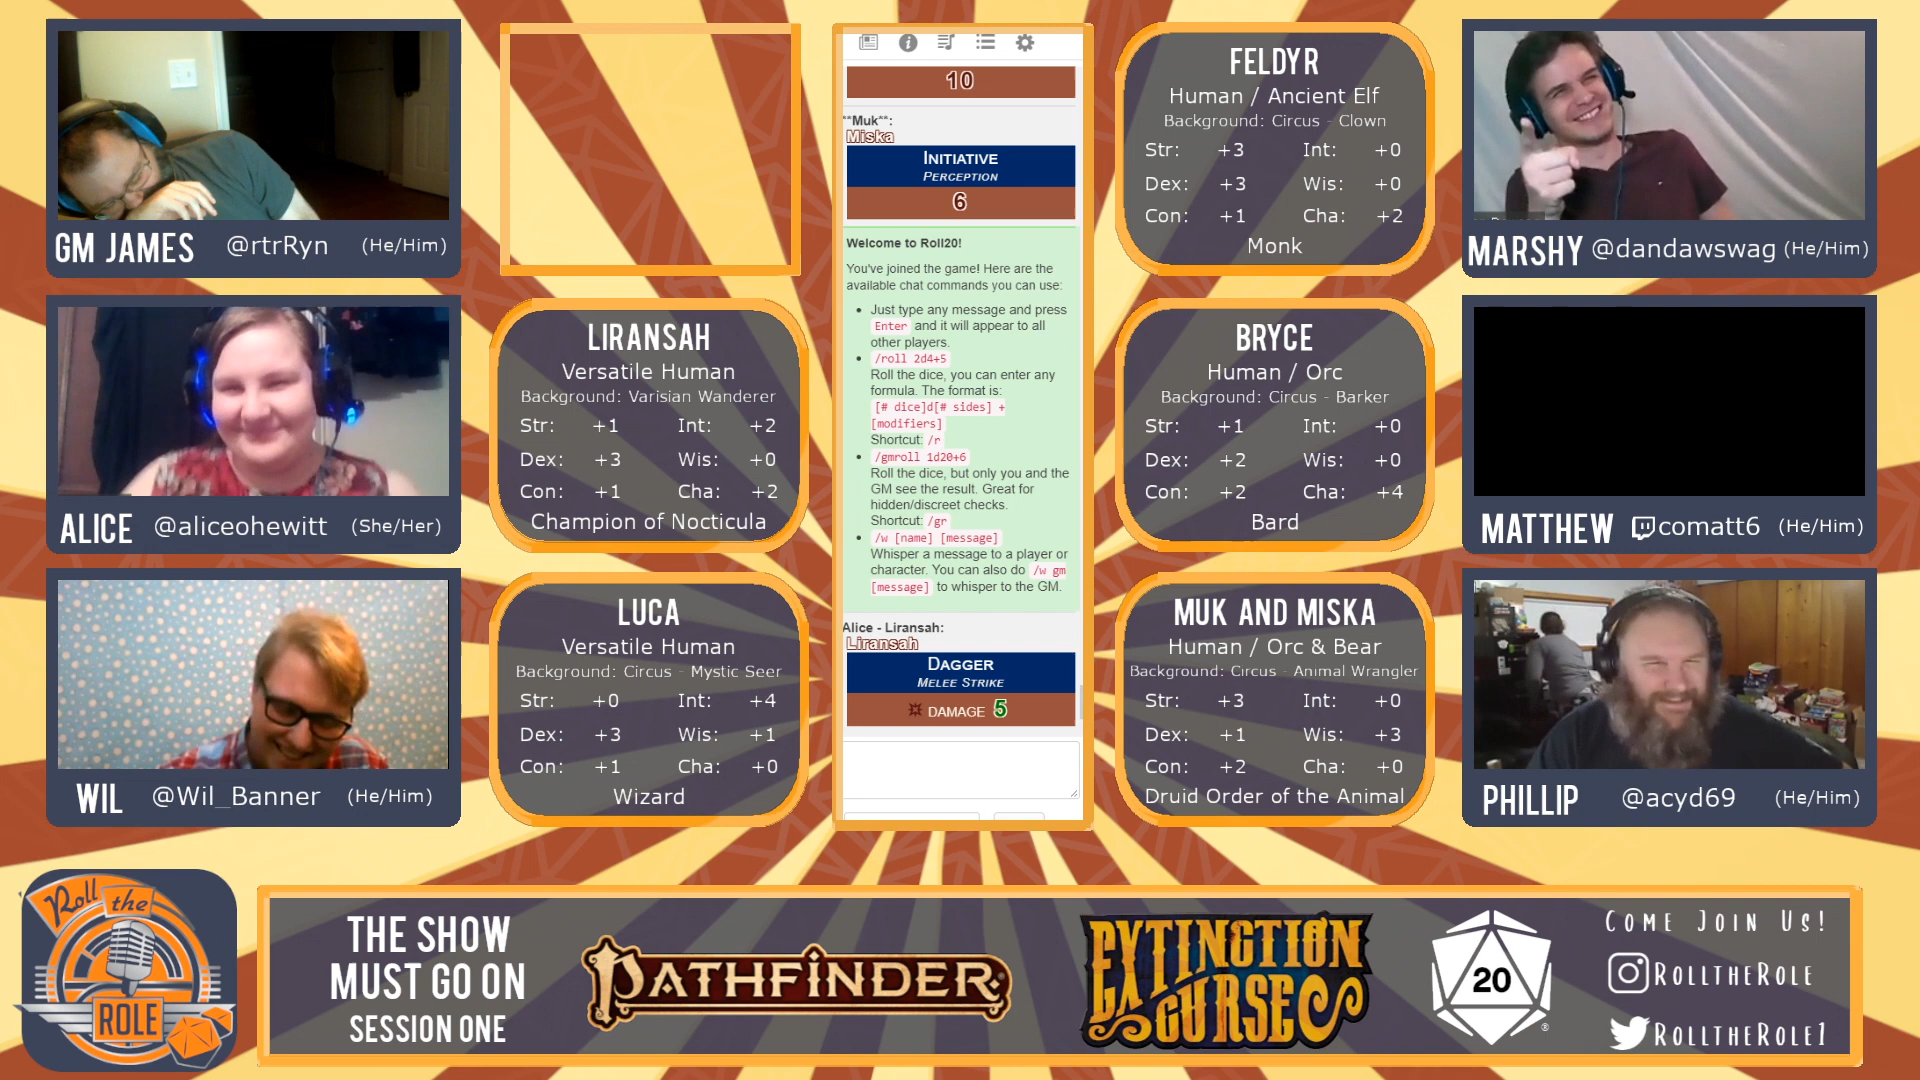 GM JAMES @rtrRyn (He/Him)
ALICE @aliceohewitt (She/Her)
WIL @Wil_Banner (He/Him)
LIRANSAH
Versatile Human
Background: Varisian Wanderer
Str: +1 Int: +2
Dex: +3 Wis: +0
Con: +1 Cha: +2
Champion of Nocticula
LUCA
Versatile Human
Background: Circus - Mystic Seer
Str: +0 Int: +4
Dex: +3 Wis: +1
Con: +1 Cha: +0
Wizard
10
**Muk**:
Miska
INITIATIVE
PERCEPTION
6
Welcome to Roll20!
You've joined the game! Here are the
available chat commands you can use:
• Just type any message and press
Enter and it will appear to all
other players.
• /roll 2d4+5
Roll the dice, you can enter any
formula. The format is:
[# dice]d[# sides] +
[modifiers]
Shortcut: /r
• /gmroll 1d20+6
Roll the dice, but only you and the
GM see the result. Great for
hidden/discreet checks.
Shortcut: /gr
• /w [name] [message]
Whisper a message to a player or
character. You can also do /w gm
[message] to whisper to the GM.
Alice - Liransah:
Liransah
DAGGER
MELEE STRIKE
DAMAGE 5
FELDYR
Human / Ancient Elf
Background: Circus - Clown
Str: +3 Int: +0
Dex: +3 Wis: +0
Con: +1 Cha: +2
Monk
BRYCE
Human / Orc
Background: Circus - Barker
Str: +1 Int: +0
Dex: +2 Wis: +0
Con: +2 Cha: +4
Bard
MUK AND MISKA
Human / Orc & Bear
Background: Circus - Animal Wrangler
Str: +3 Int: +0
Dex: +1 Wis: +3
Con: +2 Cha: +0
Druid Order of the Animal
MARSHY @dandawswag (He/Him)
MATTHEW comatt6 (He/Him)
PHILLIP @acyd69 (He/Him)
Roll the
ROLE
THE SHOW
MUST GO ON
SESSION ONE
PATHFINDER
EXTINCTION
CURSE
20
®
COME JOIN US!
ROLLTHEROLE
ROLLTHEROLE1